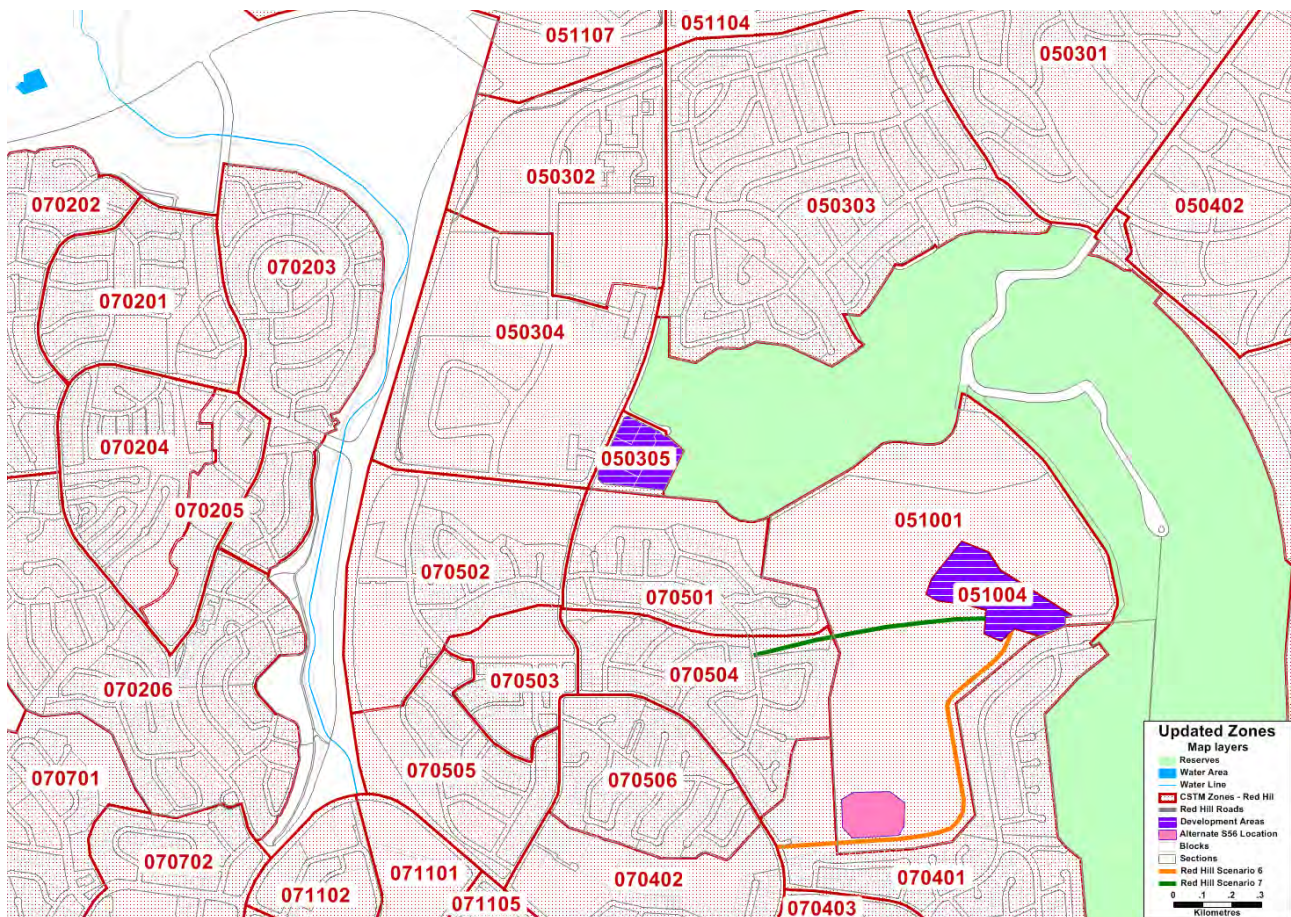 051107
051104
050301
050302
070202
050303
050402
070203
070201
050304
070204
050305
070205
051001
070502
051004
070501
070503
070504
070206
070505
070506
070701
070702
071101
070402
070401
071102
071105
070403
Updated Zones
Map layers
Reserves
Water Area
Water Line
CSTM Zones - Red Hil
Red Hill Roads
Development Areas
Alternate S56 Location
Blocks
Sections
Red Hill Scenario 6
Red Hill Scenario 7
0 .1 .2 .3
Kilometres